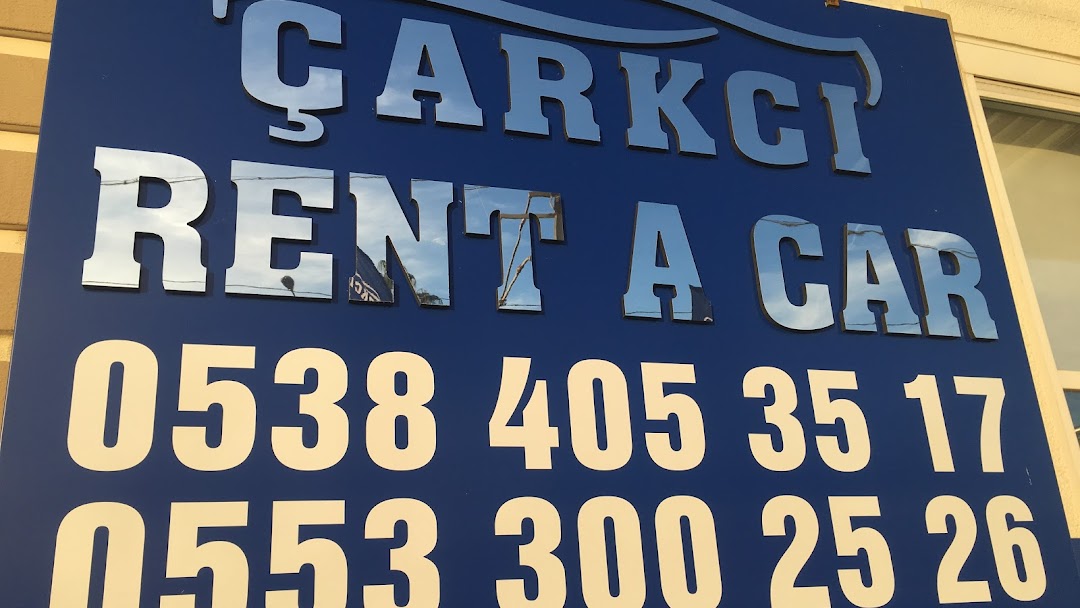 ÇARKCI
RENT A CAR
0538 405 35 17
0553 300 25 26